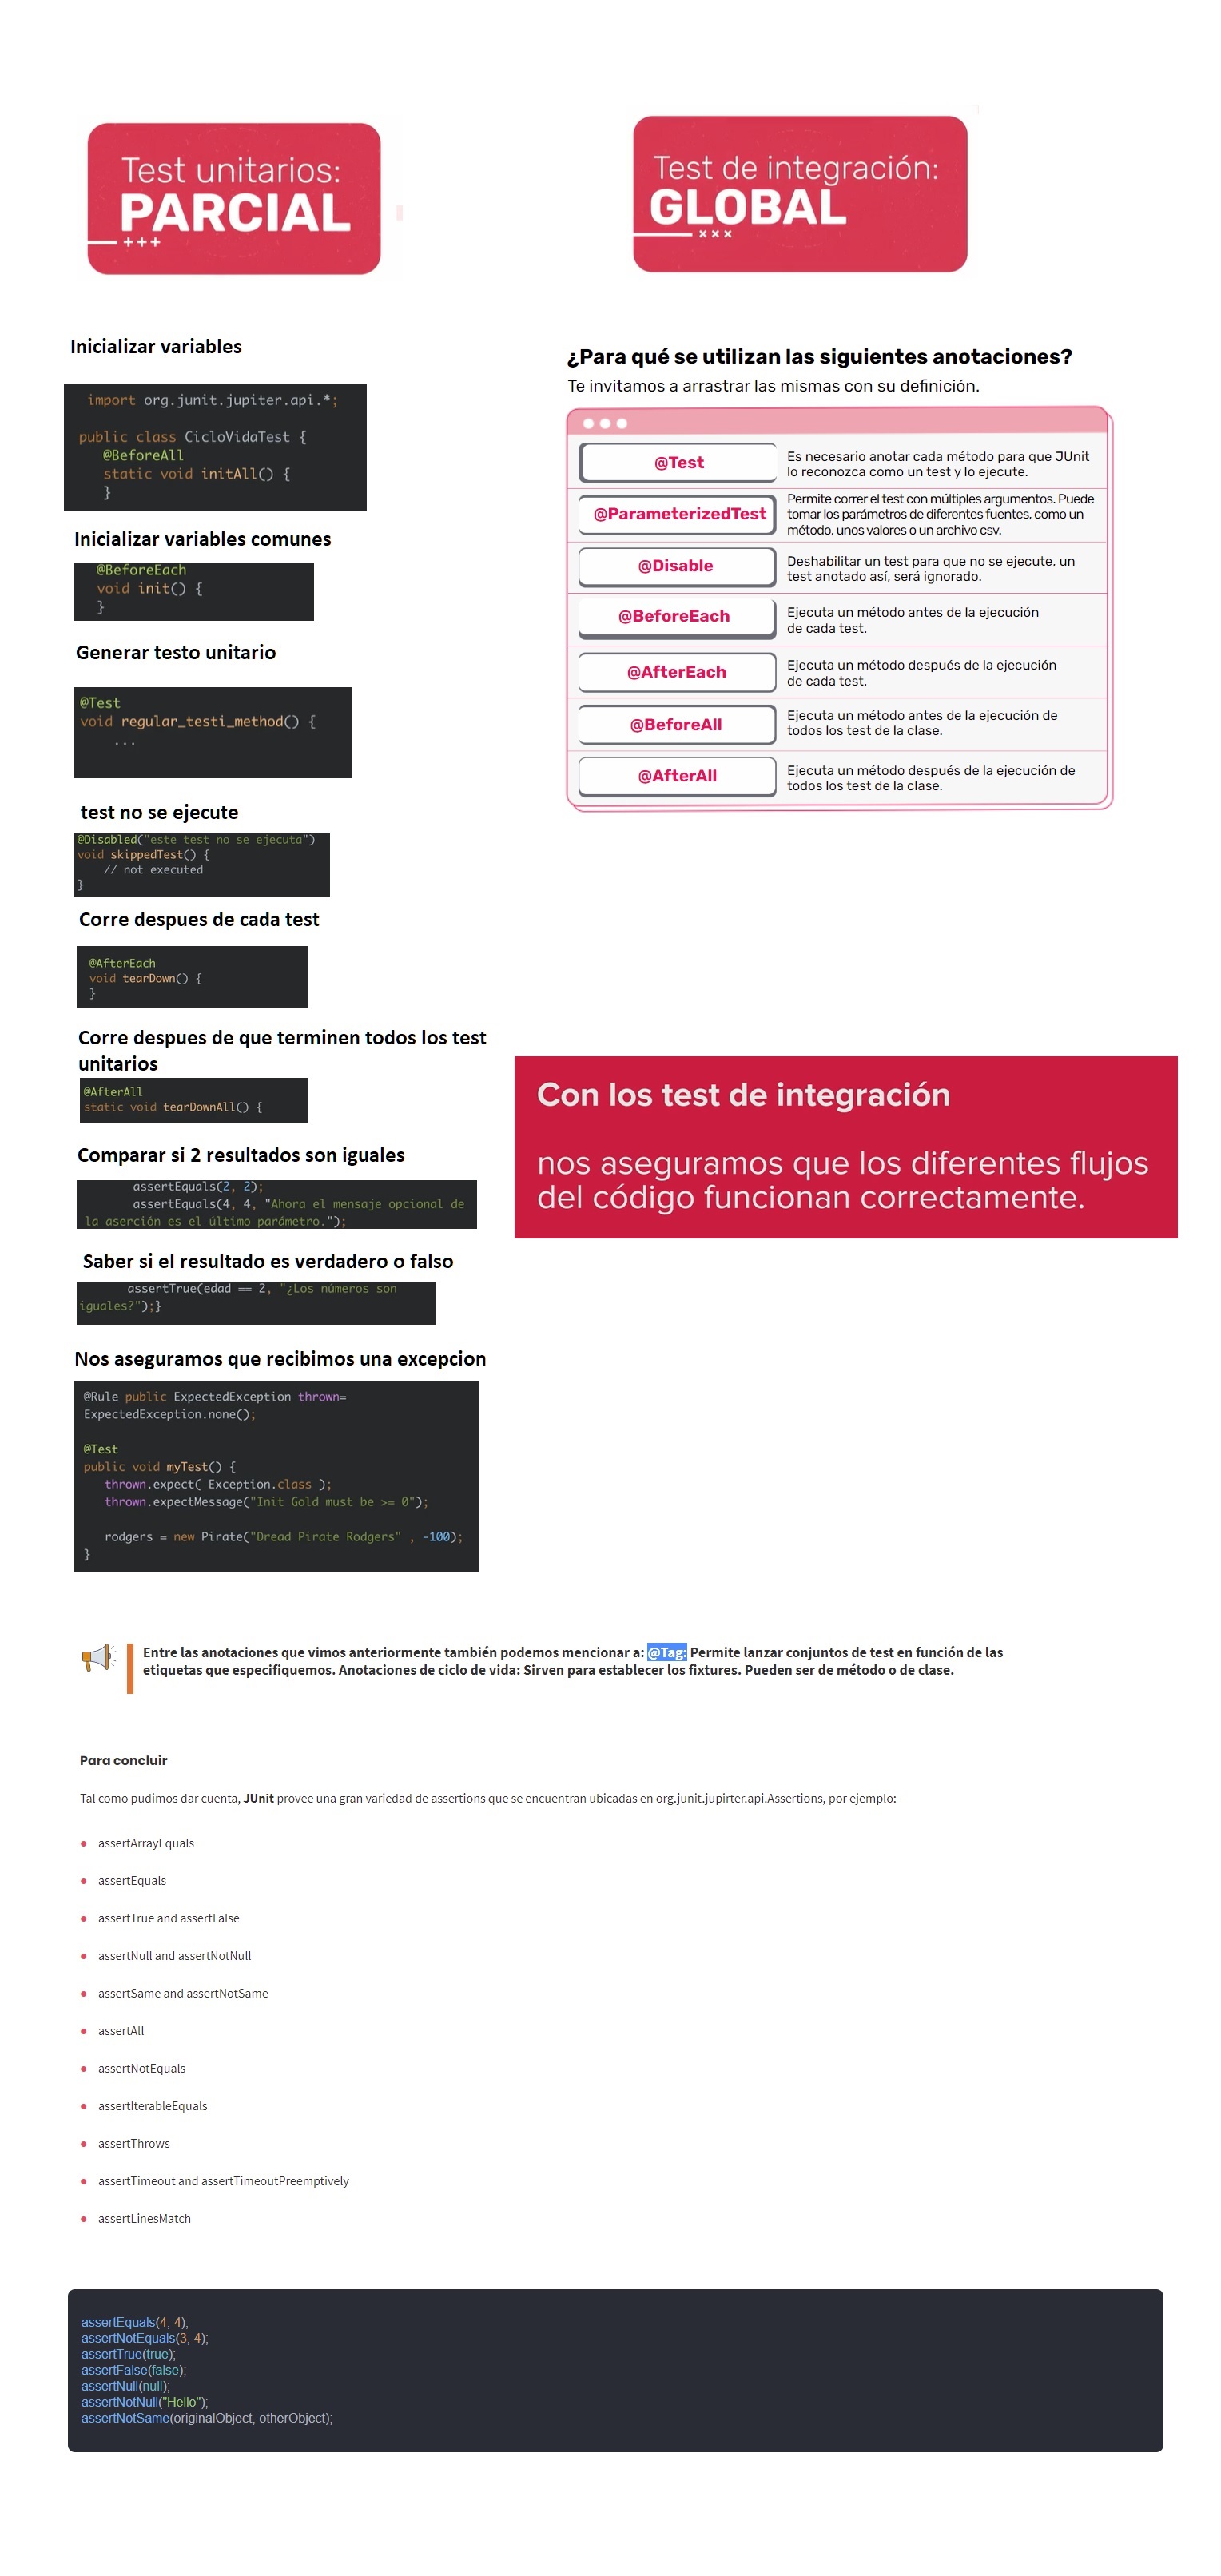 Test unitarios:
PARCIAL
+++
Test de integración:
GLOBAL
×××
Inicializar variables
import org.junit.jupiter.api.*;
public class CicloVidaTest {
@BeforeAll
static void initAll() {
}
Inicializar variables comunes
@BeforeEach
void init() {
}
Generar testo unitario
@Test
void regular_testi_method() {
...
test no se ejecute
@Disabled("este test no se ejecuta")
void skippedTest() {
// not executed
}
Corre despues de cada test
@AfterEach
void tearDown() {
}
Corre despues de que terminen todos los test
unitarios
@AfterAll
static void tearDownAll() {
Comparar si 2 resultados son iguales
assertEquals(2, 2);
assertEquals(4, 4, "Ahora el mensaje opcional de
la aserción es el último parámetro.");
Saber si el resultado es verdadero o falso
assertTrue(edad == 2, "¿Los números son
iguales?");}
Nos aseguramos que recibimos una excepcion
@Rule public ExpectedException thrown=
ExpectedException.none();
@Test
public void myTest() {
thrown.expect( Exception.class );
thrown.expectMessage("Init Gold must be >= 0");
rodgers = new Pirate("Dread Pirate Rodgers" , -100);
}
¿Para qué se utilizan las siguientes anotaciones?
Te invitamos a arrastrar las mismas con su definición.
@Test
Es necesario anotar cada método para que JUnit
lo reconozca como un test y lo ejecute.
@ParameterizedTest
Permite correr el test con múltiples argumentos. Puede
tomar los parámetros de diferentes fuentes, como un
método, unos valores o un archivo csv.
@Disable
Deshabilitar un test para que no se ejecute, un
test anotado así, será ignorado.
@BeforeEach
Ejecuta un método antes de la ejecución
de cada test.
@AfterEach
Ejecuta un método después de la ejecución
de cada test.
@BeforeAll
Ejecuta un método antes de la ejecución de
todos los test de la clase.
@AfterAll
Ejecuta un método después de la ejecución de
todos los test de la clase.
Con los test de integración
nos aseguramos que los diferentes flujos
del código funcionan correctamente.
Entre las anotaciones que vimos anteriormente también podemos mencionar a: @Tag: Permite lanzar conjuntos de test en función de las
etiquetas que especifiquemos. Anotaciones de ciclo de vida: Sirven para establecer los fixtures. Pueden ser de método o de clase.
Para concluir
Tal como pudimos dar cuenta, JUnit provee una gran variedad de assertions que se encuentran ubicadas en org.junit.jupirter.api.Assertions, por ejemplo:
● assertArrayEquals
● assertEquals
● assertTrue and assertFalse
● assertNull and assertNotNull
● assertSame and assertNotSame
● assertAll
● assertNotEquals
● assertIterableEquals
● assertThrows
● assertTimeout and assertTimeoutPreemptively
● assertLinesMatch
assertEquals(4, 4);
assertNotEquals(3, 4);
assertTrue(true);
assertFalse(false);
assertNull(null);
assertNotNull("Hello");
assertNotSame(originalObject, otherObject);